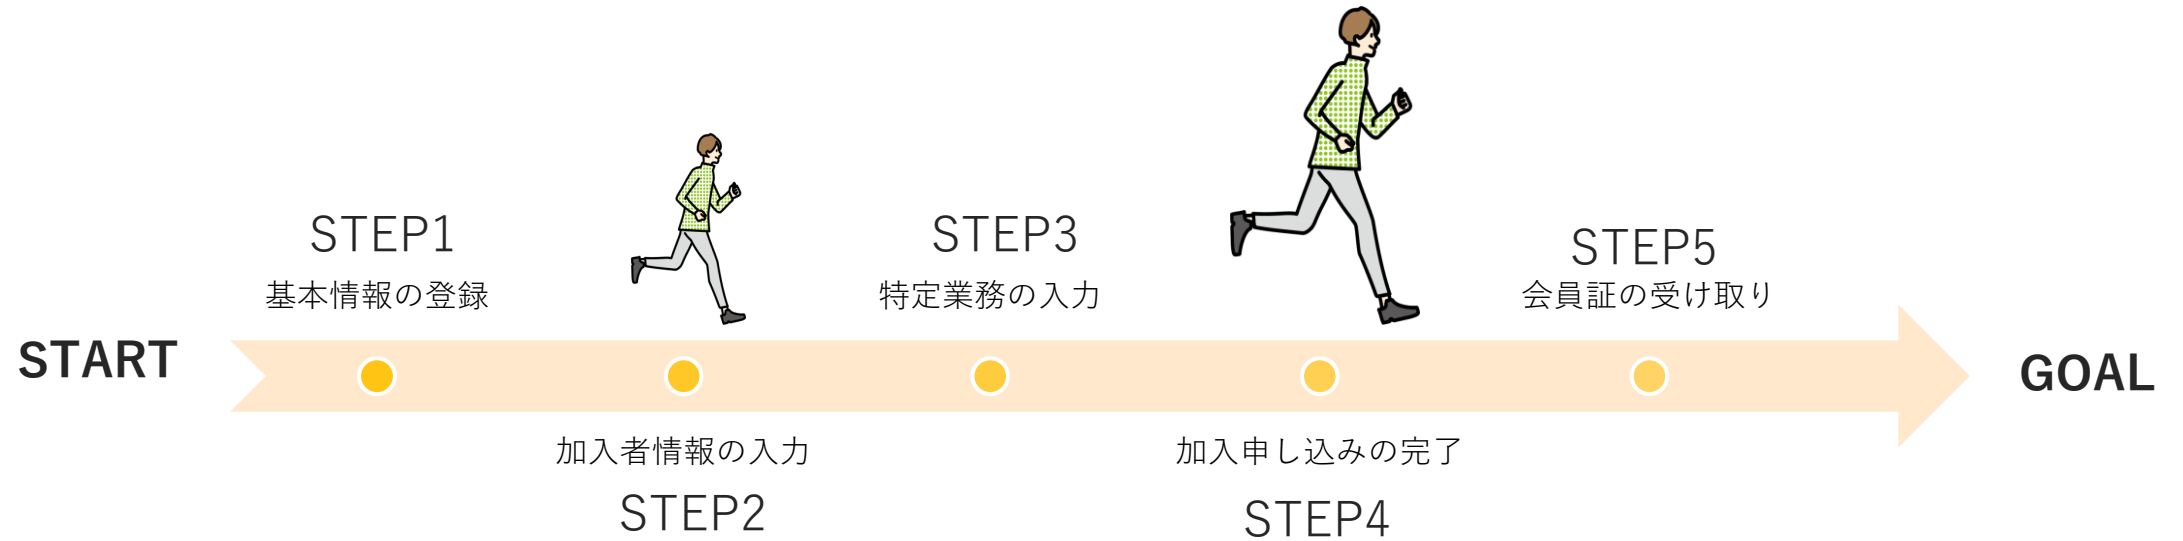 START
STEP1
基本情報の登録
加入者情報の入力
STEP2
STEP3
特定業務の入力
加入申し込みの完了
STEP4
STEP5
会員証の受け取り
GOAL